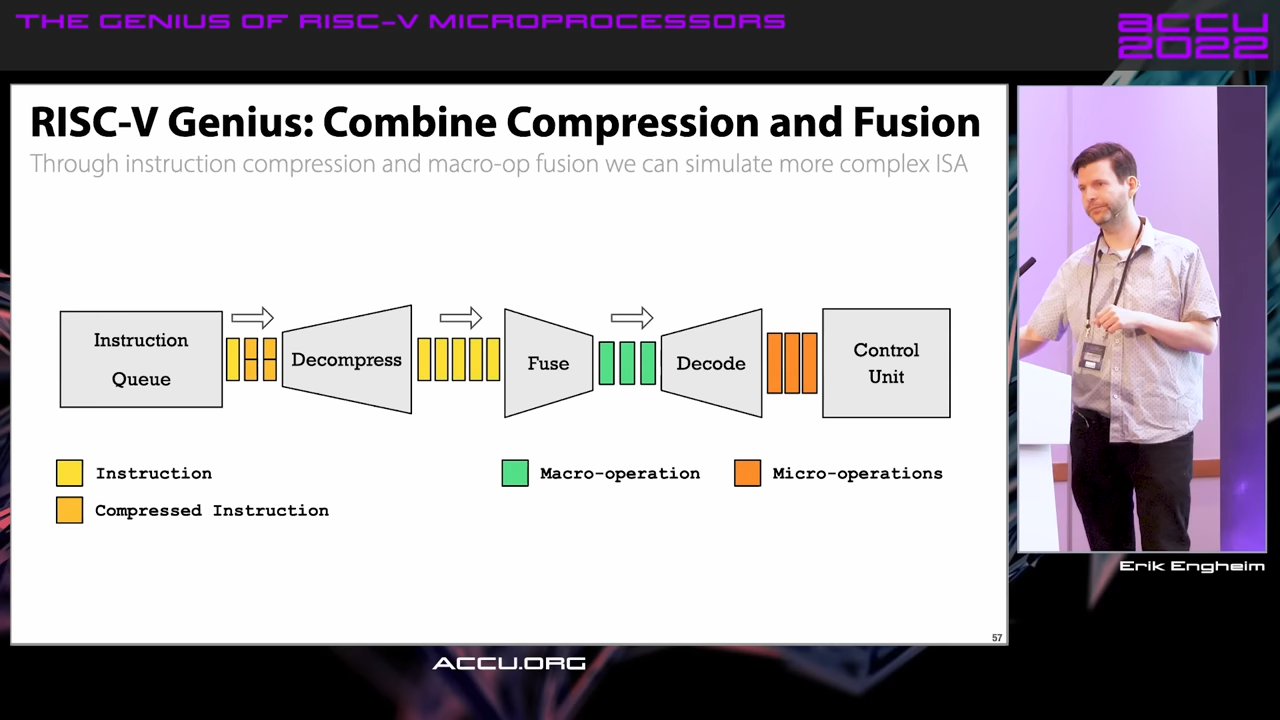 THE GENIUS OF RISC-V MICROPROCESSORS
ACCU
2022
RISC-V Genius: Combine Compression and Fusion
Through instruction compression and macro-op fusion we can simulate more complex ISA
Instruction
Queue
Decompress
Fuse
Decode
Control
Unit
Instruction
Macro-operation
Micro-operations
Compressed Instruction
57
Erik Engheim
ACCU.ORG